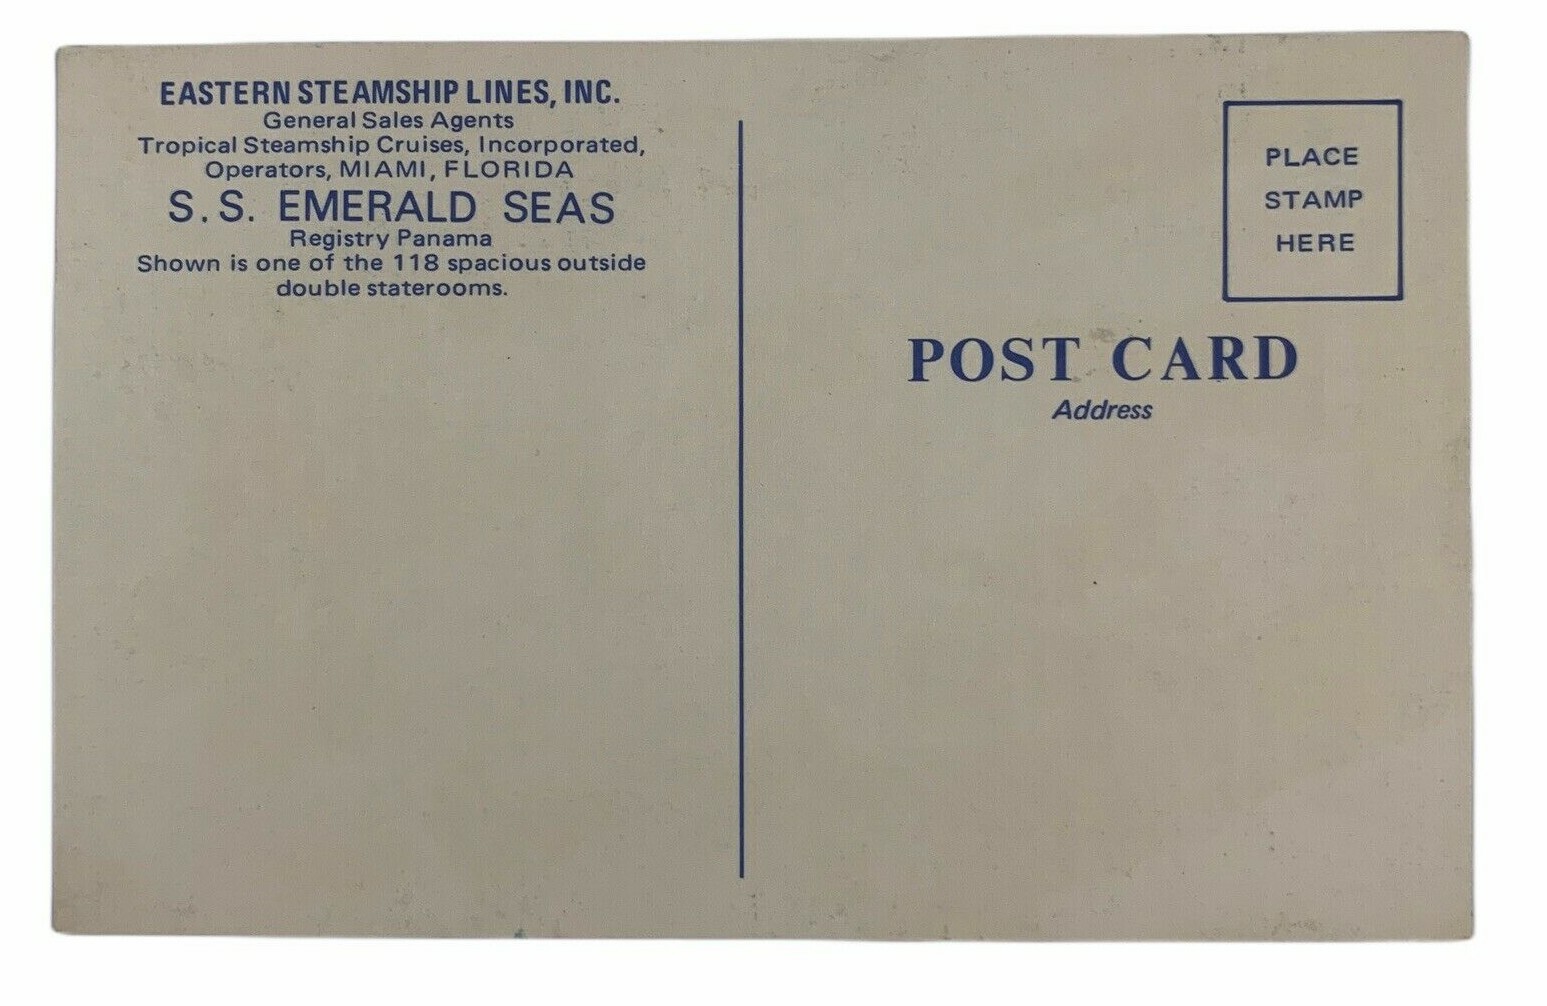 EASTERN STEAMSHIP LINES, INC.
General Sales Agents
Tropical Steamship Cruises, Incorporated,
Operators, MIAMI, FLORIDA
S.S. EMERALD SEAS
Registry Panama
Shown is one of the 118 spacious outside
double staterooms.
PLACE
STAMP
HERE
POST CARD
Address